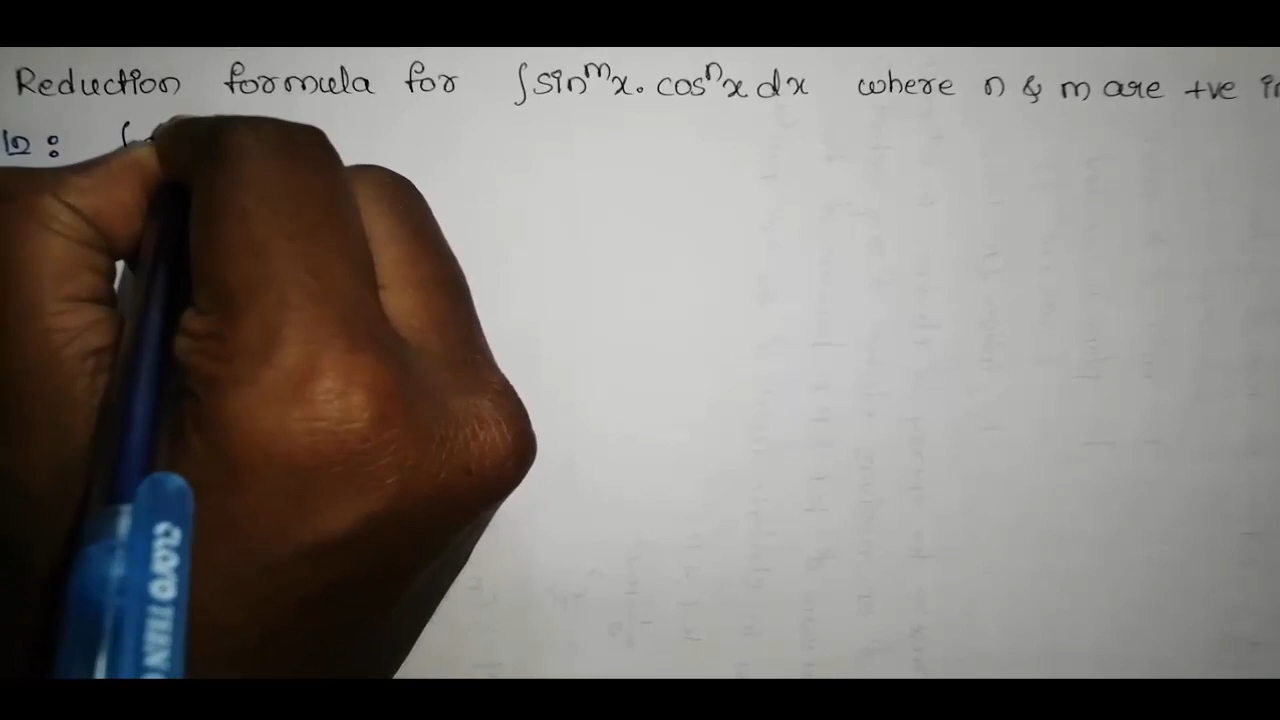 Reduction formula for ∫sinᵐx. cosⁿx dx where n & m are +ve